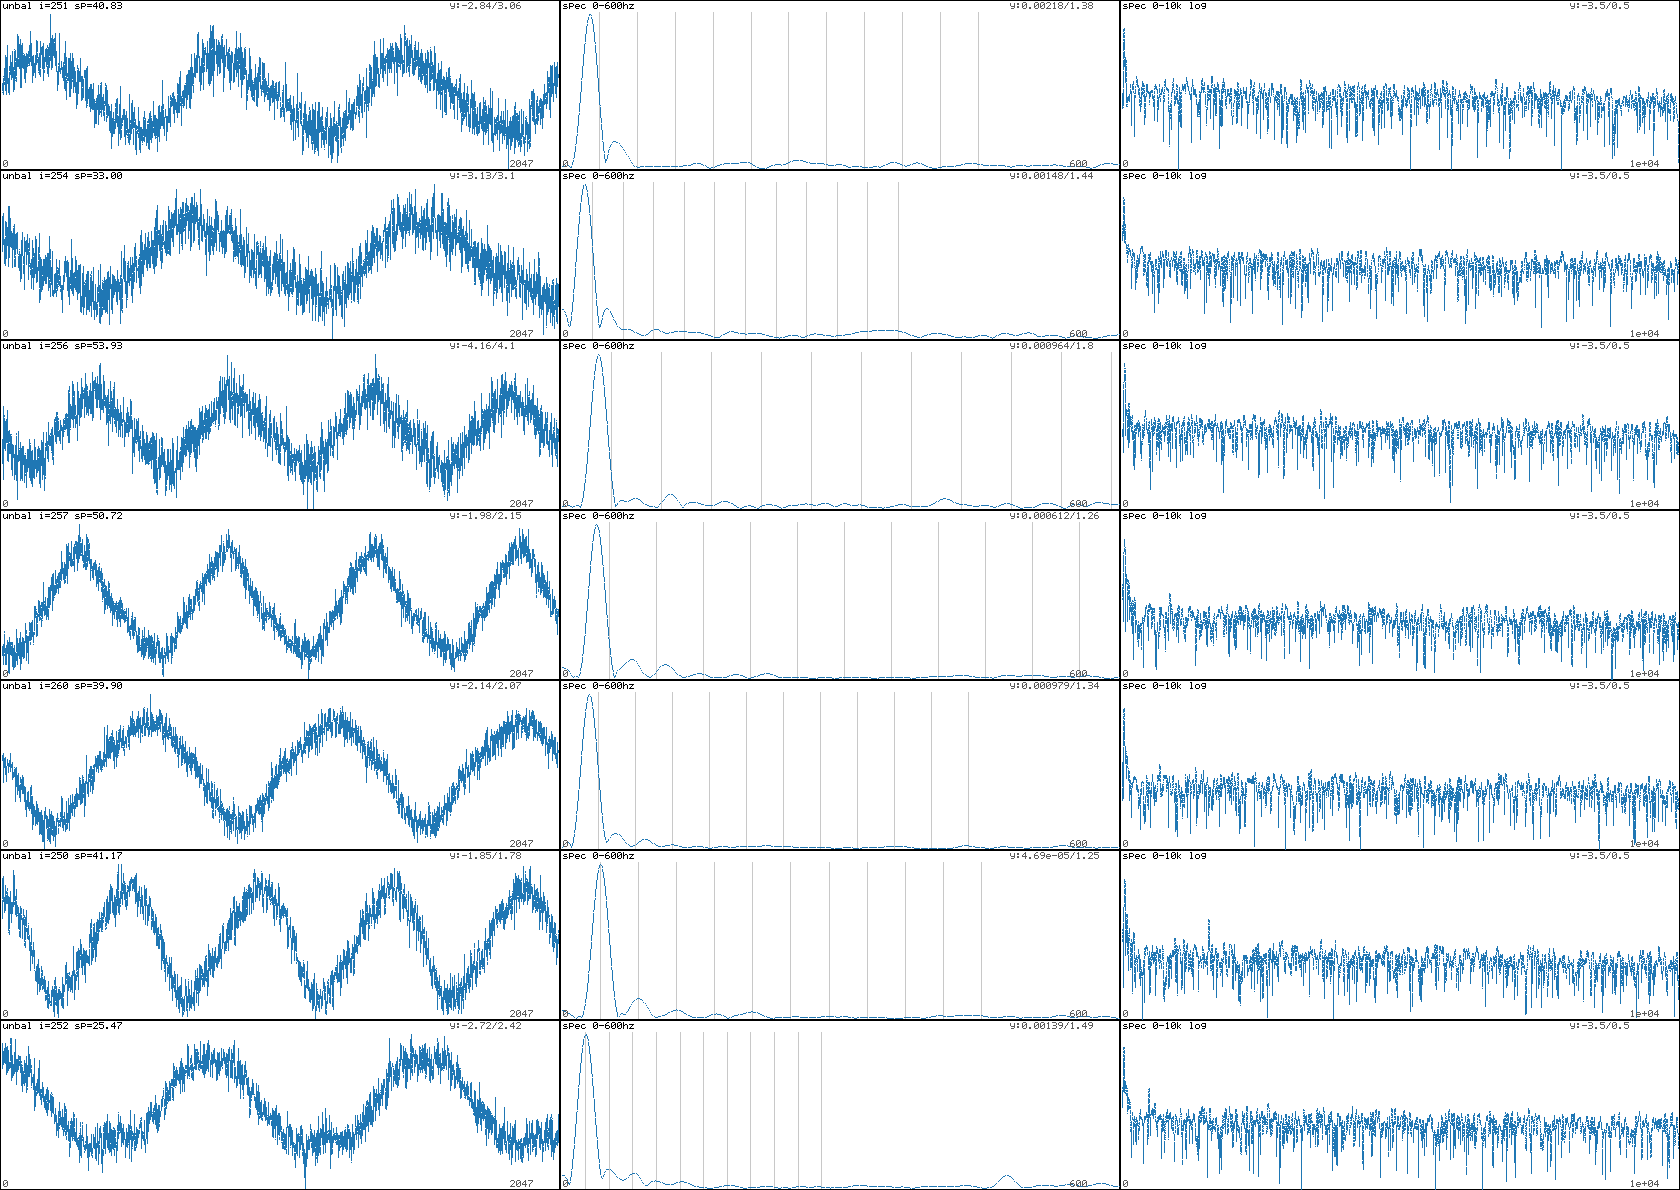 unbal i=251 sp=40.83 y:-2.84/3.06 spec 0-600hz y:0.00218/1.38 spec 0-10k log y:-3.5/0.5
0 2047 0 600 0 1e+04
unbal i=254 sp=33.00 y:-3.13/3.1 spec 0-600hz y:0.00148/1.44 spec 0-10k log y:-3.5/0.5
0 2047 0 600 0 1e+04
unbal i=256 sp=53.93 y:-4.16/4.1 spec 0-600hz y:0.000964/1.8 spec 0-10k log y:-3.5/0.5
0 2047 0 600 0 1e+04
unbal i=257 sp=50.72 y:-1.98/2.15 spec 0-600hz y:0.000612/1.26 spec 0-10k log y:-3.5/0.5
0 2047 0 600 0 1e+04
unbal i=260 sp=39.90 y:-2.14/2.07 spec 0-600hz y:0.000979/1.34 spec 0-10k log y:-3.5/0.5
0 2047 0 600 0 1e+04
unbal i=250 sp=41.17 y:-1.85/1.78 spec 0-600hz y:4.69e-05/1.25 spec 0-10k log y:-3.5/0.5
0 2047 0 600 0 1e+04
unbal i=252 sp=25.47 y:-2.72/2.42 spec 0-600hz y:0.00139/1.49 spec 0-10k log y:-3.5/0.5
0 2047 0 600 0 1e+04